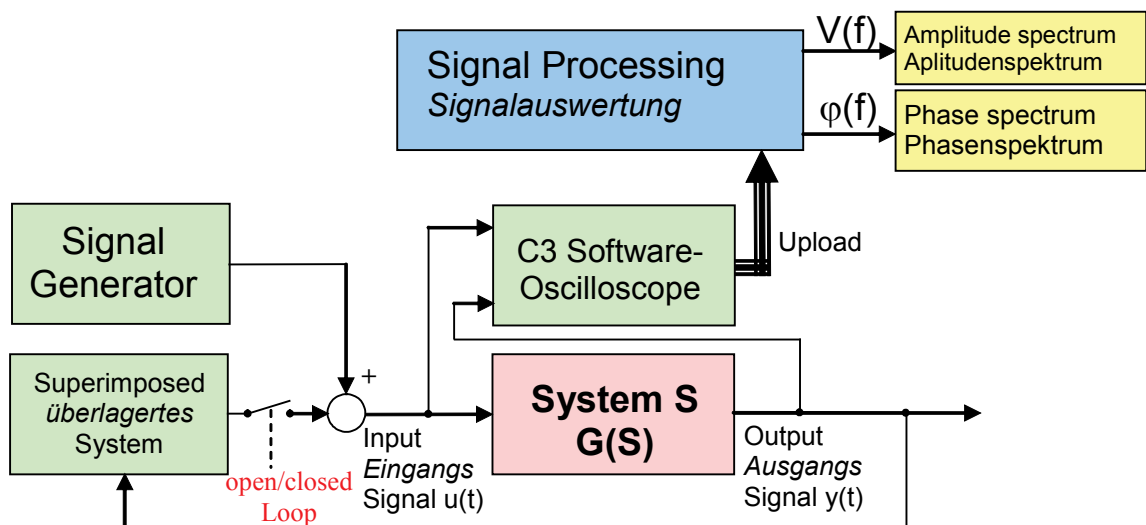 Signal Processing
Signalauswertung
V(f)
Amplitude spectrum
Aplitudenspektrum
φ(f)
Phase spectrum
Phasenspektrum
Signal
Generator
C3 Software-
Oscilloscope
Upload
Superimposed
überlagertes
System
+
open/closed
Loop
Input
Eingangs
Signal u(t)
System S
G(S)
Output
Ausgangs
Signal y(t)